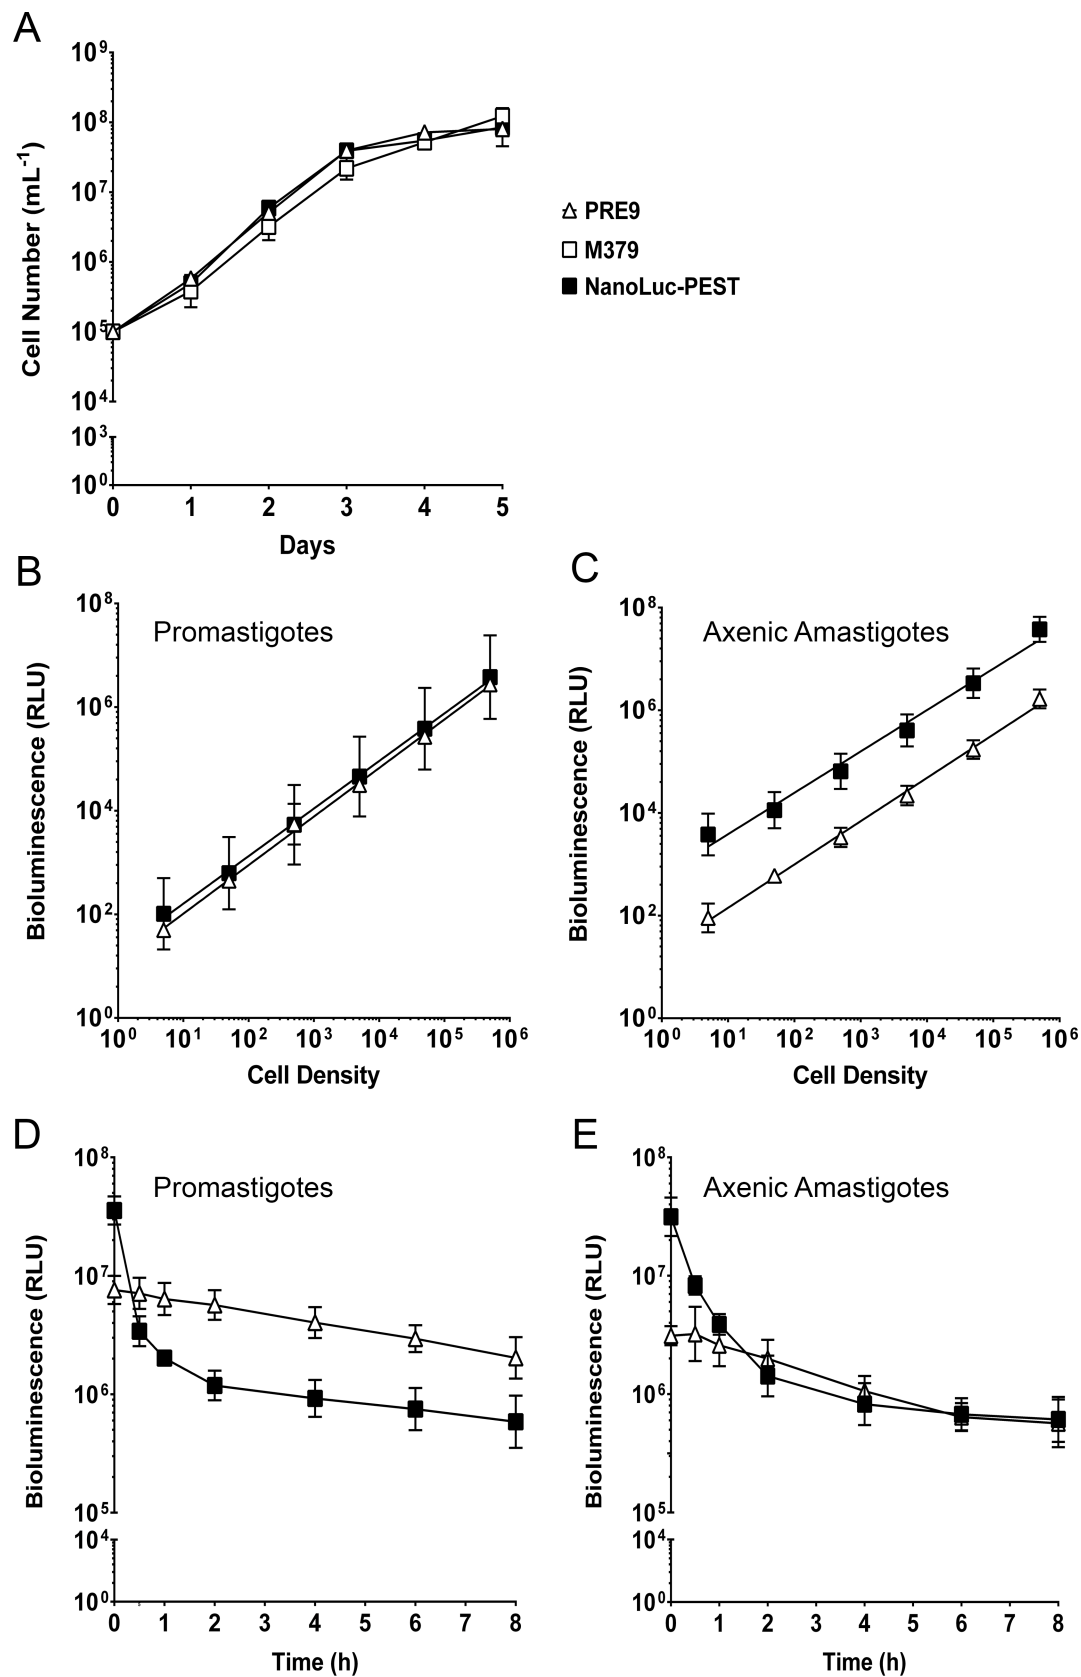 A
10⁹
10⁸
10⁷
10⁶
10⁵
10⁴
10³
10⁰
Cell Number (mL⁻¹)
0 1 2 3 4 5
Days
PRE9
M379
NanoLuc-PEST
B
Promastigotes
10⁸
10⁶
10⁴
10²
10⁰
Bioluminescence (RLU)
10⁰ 10¹ 10² 10³ 10⁴ 10⁵ 10⁶
Cell Density
C
Axenic Amastigotes
10⁸
10⁶
10⁴
10²
10⁰
Bioluminescence (RLU)
10⁰ 10¹ 10² 10³ 10⁴ 10⁵ 10⁶
Cell Density
D
Promastigotes
10⁸
10⁷
10⁶
10⁵
10⁴
10⁰
Bioluminescence (RLU)
0 1 2 3 4 5 6 7 8
Time (h)
E
Axenic Amastigotes
10⁸
10⁷
10⁶
10⁵
10⁴
10⁰
Bioluminescence (RLU)
0 1 2 3 4 5 6 7 8
Time (h)